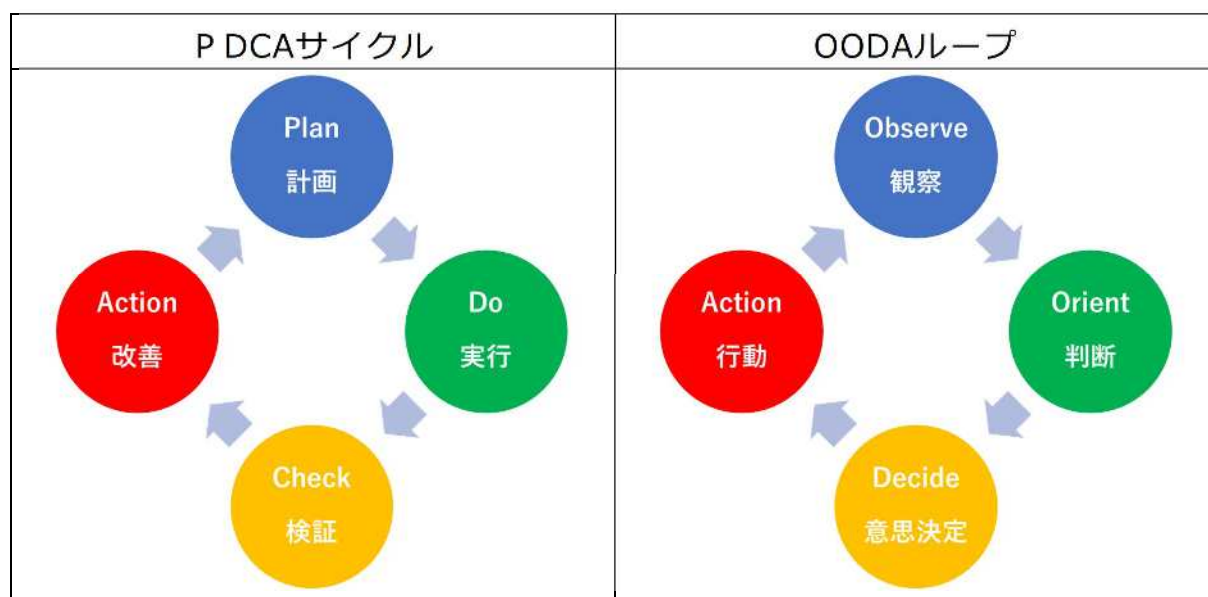 P DCAサイクル
Plan
計画
Action
改善
Do
実行
Check
検証
OODAループ
Observe
観察
Action
行動
Orient
判断
Decide
意思決定